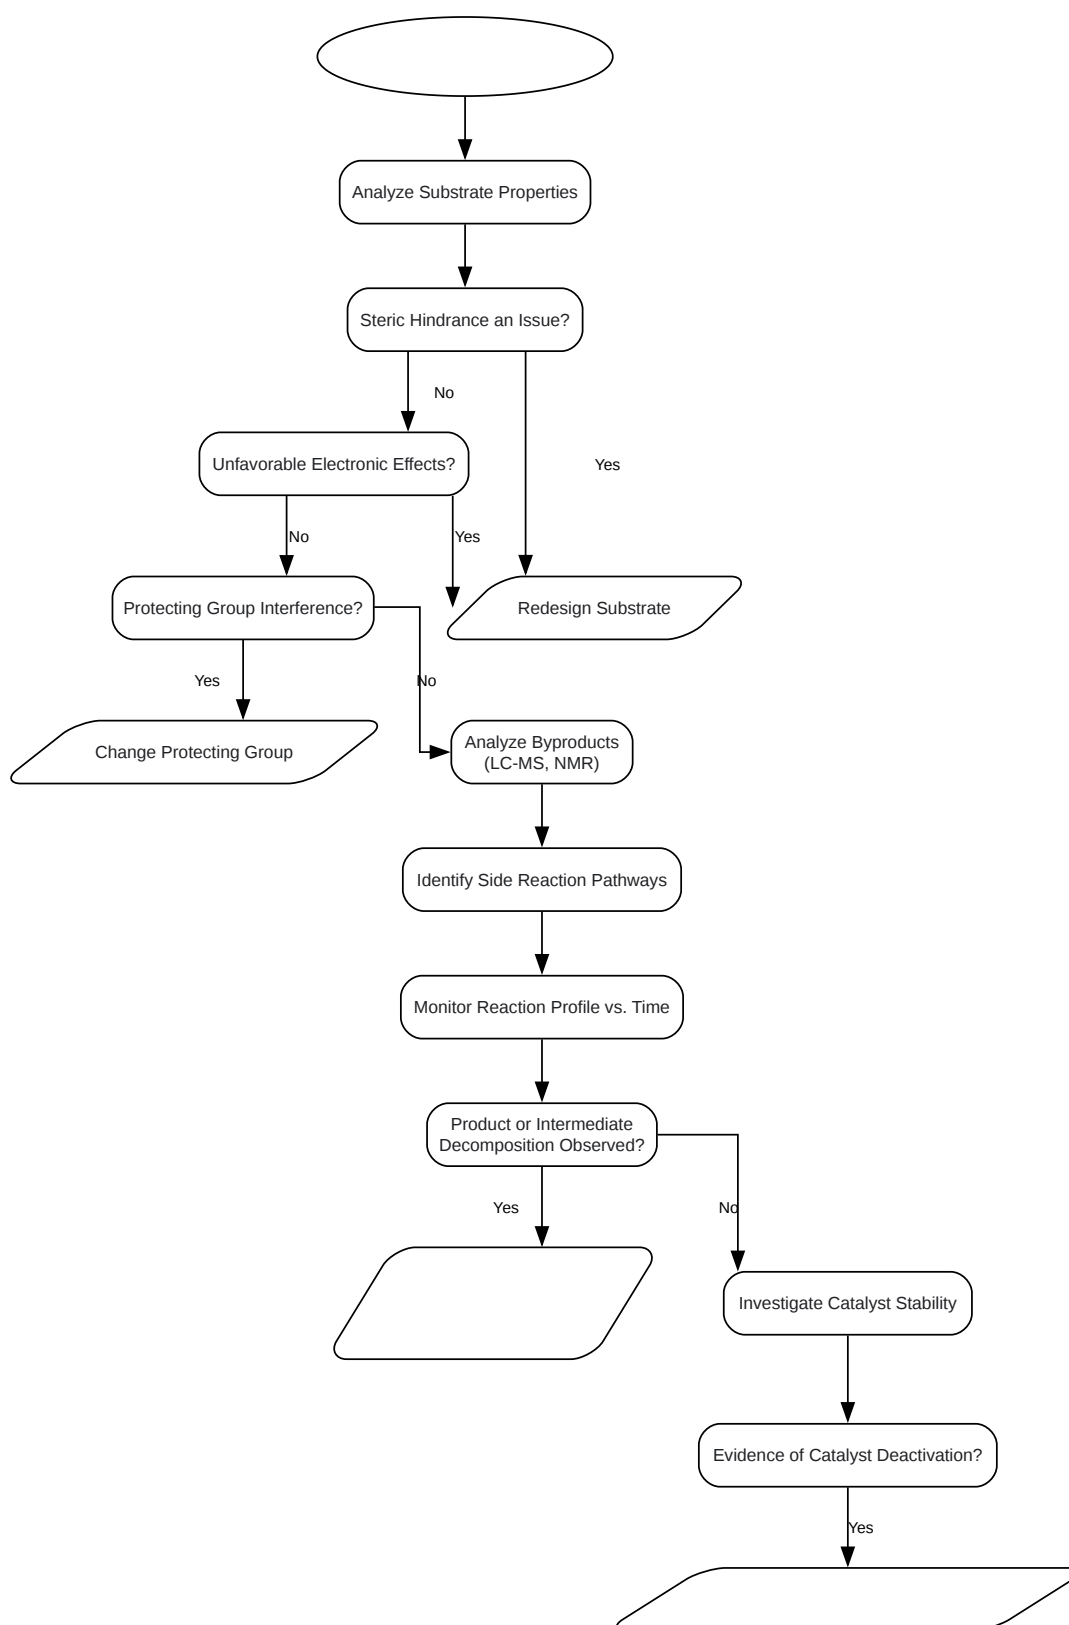 Analyze Substrate Properties
Steric Hindrance an Issue?
No
Yes
Unfavorable Electronic Effects?
No
Yes
Protecting Group Interference?
Redesign Substrate
Yes
No
Change Protecting Group
Analyze Byproducts
(LC-MS, NMR)
Identify Side Reaction Pathways
Monitor Reaction Profile vs. Time
Product or Intermediate
Decomposition Observed?
Yes
No
Investigate Catalyst Stability
Evidence of Catalyst Deactivation?
Yes